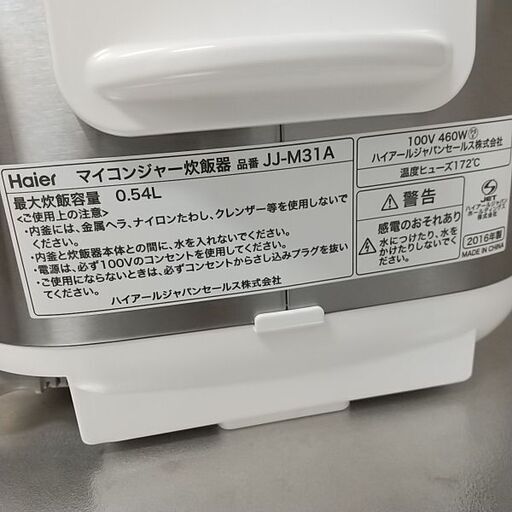 Haier マイコンジャー炊飯器 品番 JJ-M31A
最大炊飯容量 0.54L
<ご使用上の注意>
・内釜には、金属ヘラ、ナイロンたわし、クレンザー等を使用しないで
ください。
・内釜と炊飯器本体との間に、水を入れないでください。
・電源は、必ず100Vのコンセントを使用してください。
・ご使用にならないときは、必ずコンセントからさし込みプラグを抜い
てください。
ハイアールジャパンセールス株式会社
100V 460W
ハイアールジャパンセールス株式会社
温度ヒューズ172℃
警告
感電のおそれあり
水につけたり、水を
かけたりしないでく
ださい。
JET
2016年製
MADE IN CHINA